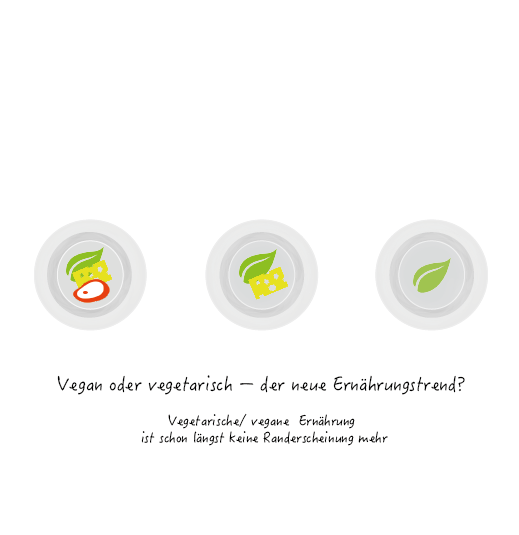 Vegan oder vegetarisch – der neue Ernährungstrend?
Vegetarische/ vegane Ernährung
ist schon längst keine Randerscheinung mehr